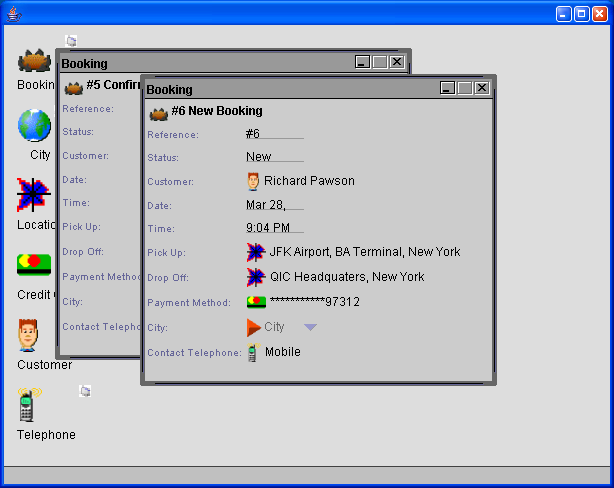 Booking
City
Locatio
Credit
Customer
Telephone
Booking
#5 Confir
Reference:
Status:
Customer:
Date:
Time:
Pick Up:
Drop Off:
Payment Method
City:
Contact Telepho
Booking
#6 New Booking
Reference: #6
Status: New
Customer: Richard Pawson
Date: Mar 28,
Time: 9:04 PM
Pick Up: JFK Airport, BA Terminal, New York
Drop Off: QIC Headquaters, New York
Payment Method: ***********97312
City: City
Contact Telephone: Mobile